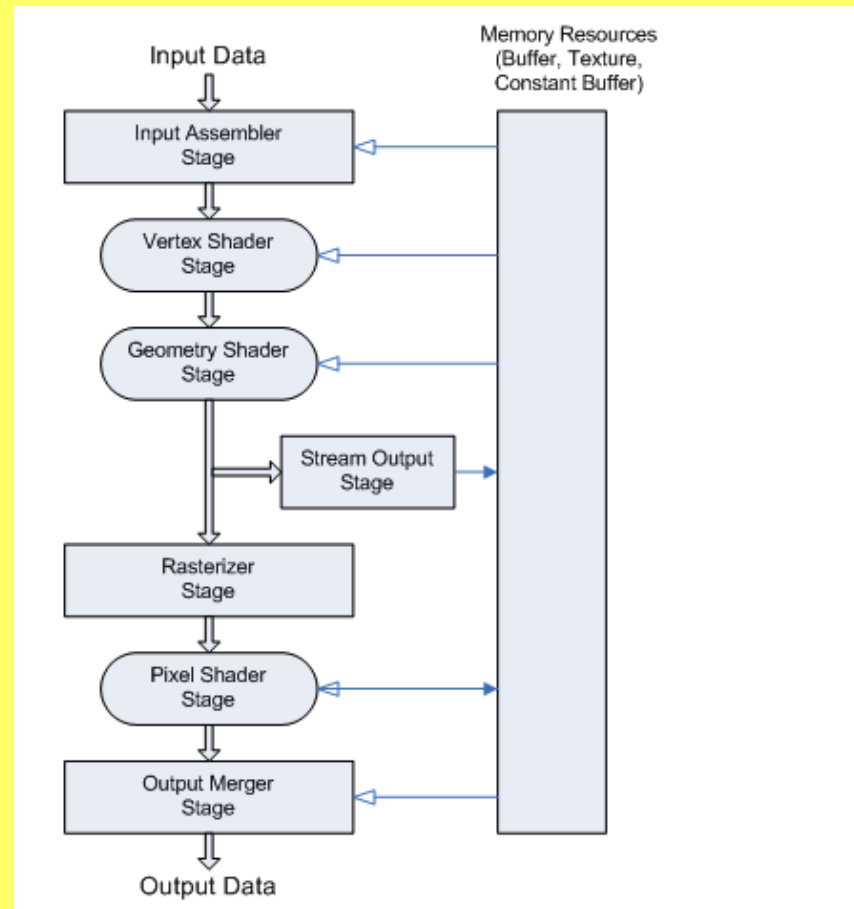 Input Data
Memory Resources
(Buffer, Texture,
Constant Buffer)
Input Assembler
Stage
Vertex Shader
Stage
Geometry Shader
Stage
Stream Output
Stage
Rasterizer
Stage
Pixel Shader
Stage
Output Merger
Stage
Output Data